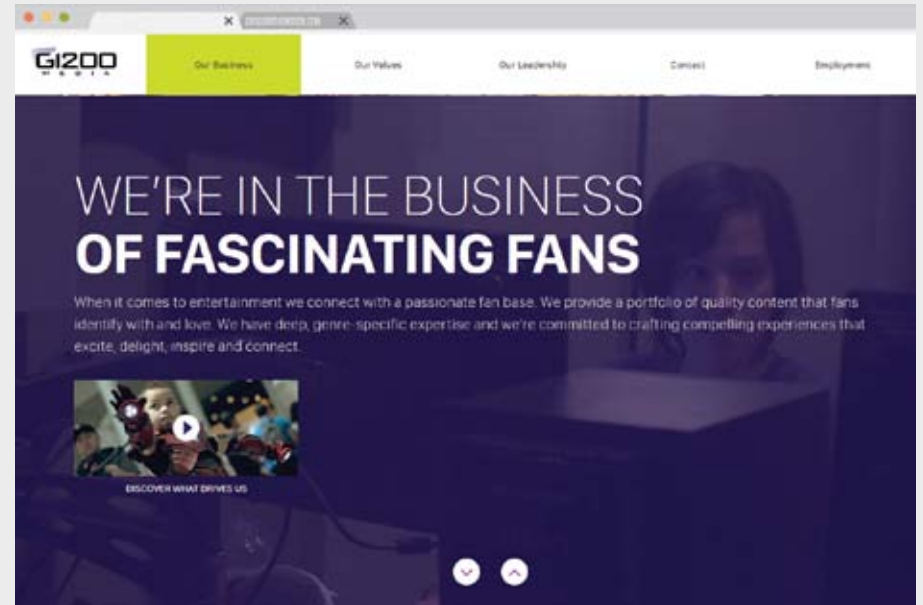 GI200
MEDIA
Our Business
Our Values
Our Leadership
Contact
Employment
WE'RE IN THE BUSINESS
OF FASCINATING FANS
When it comes to entertainment we connect with a passionate fan base. We provide a portfolio of quality content that fans
identify with and love. We have deep, genre-specific expertise and we're committed to crafting compelling experiences that
excite, delight, inspire and connect.
DISCOVER WHAT DRIVES US